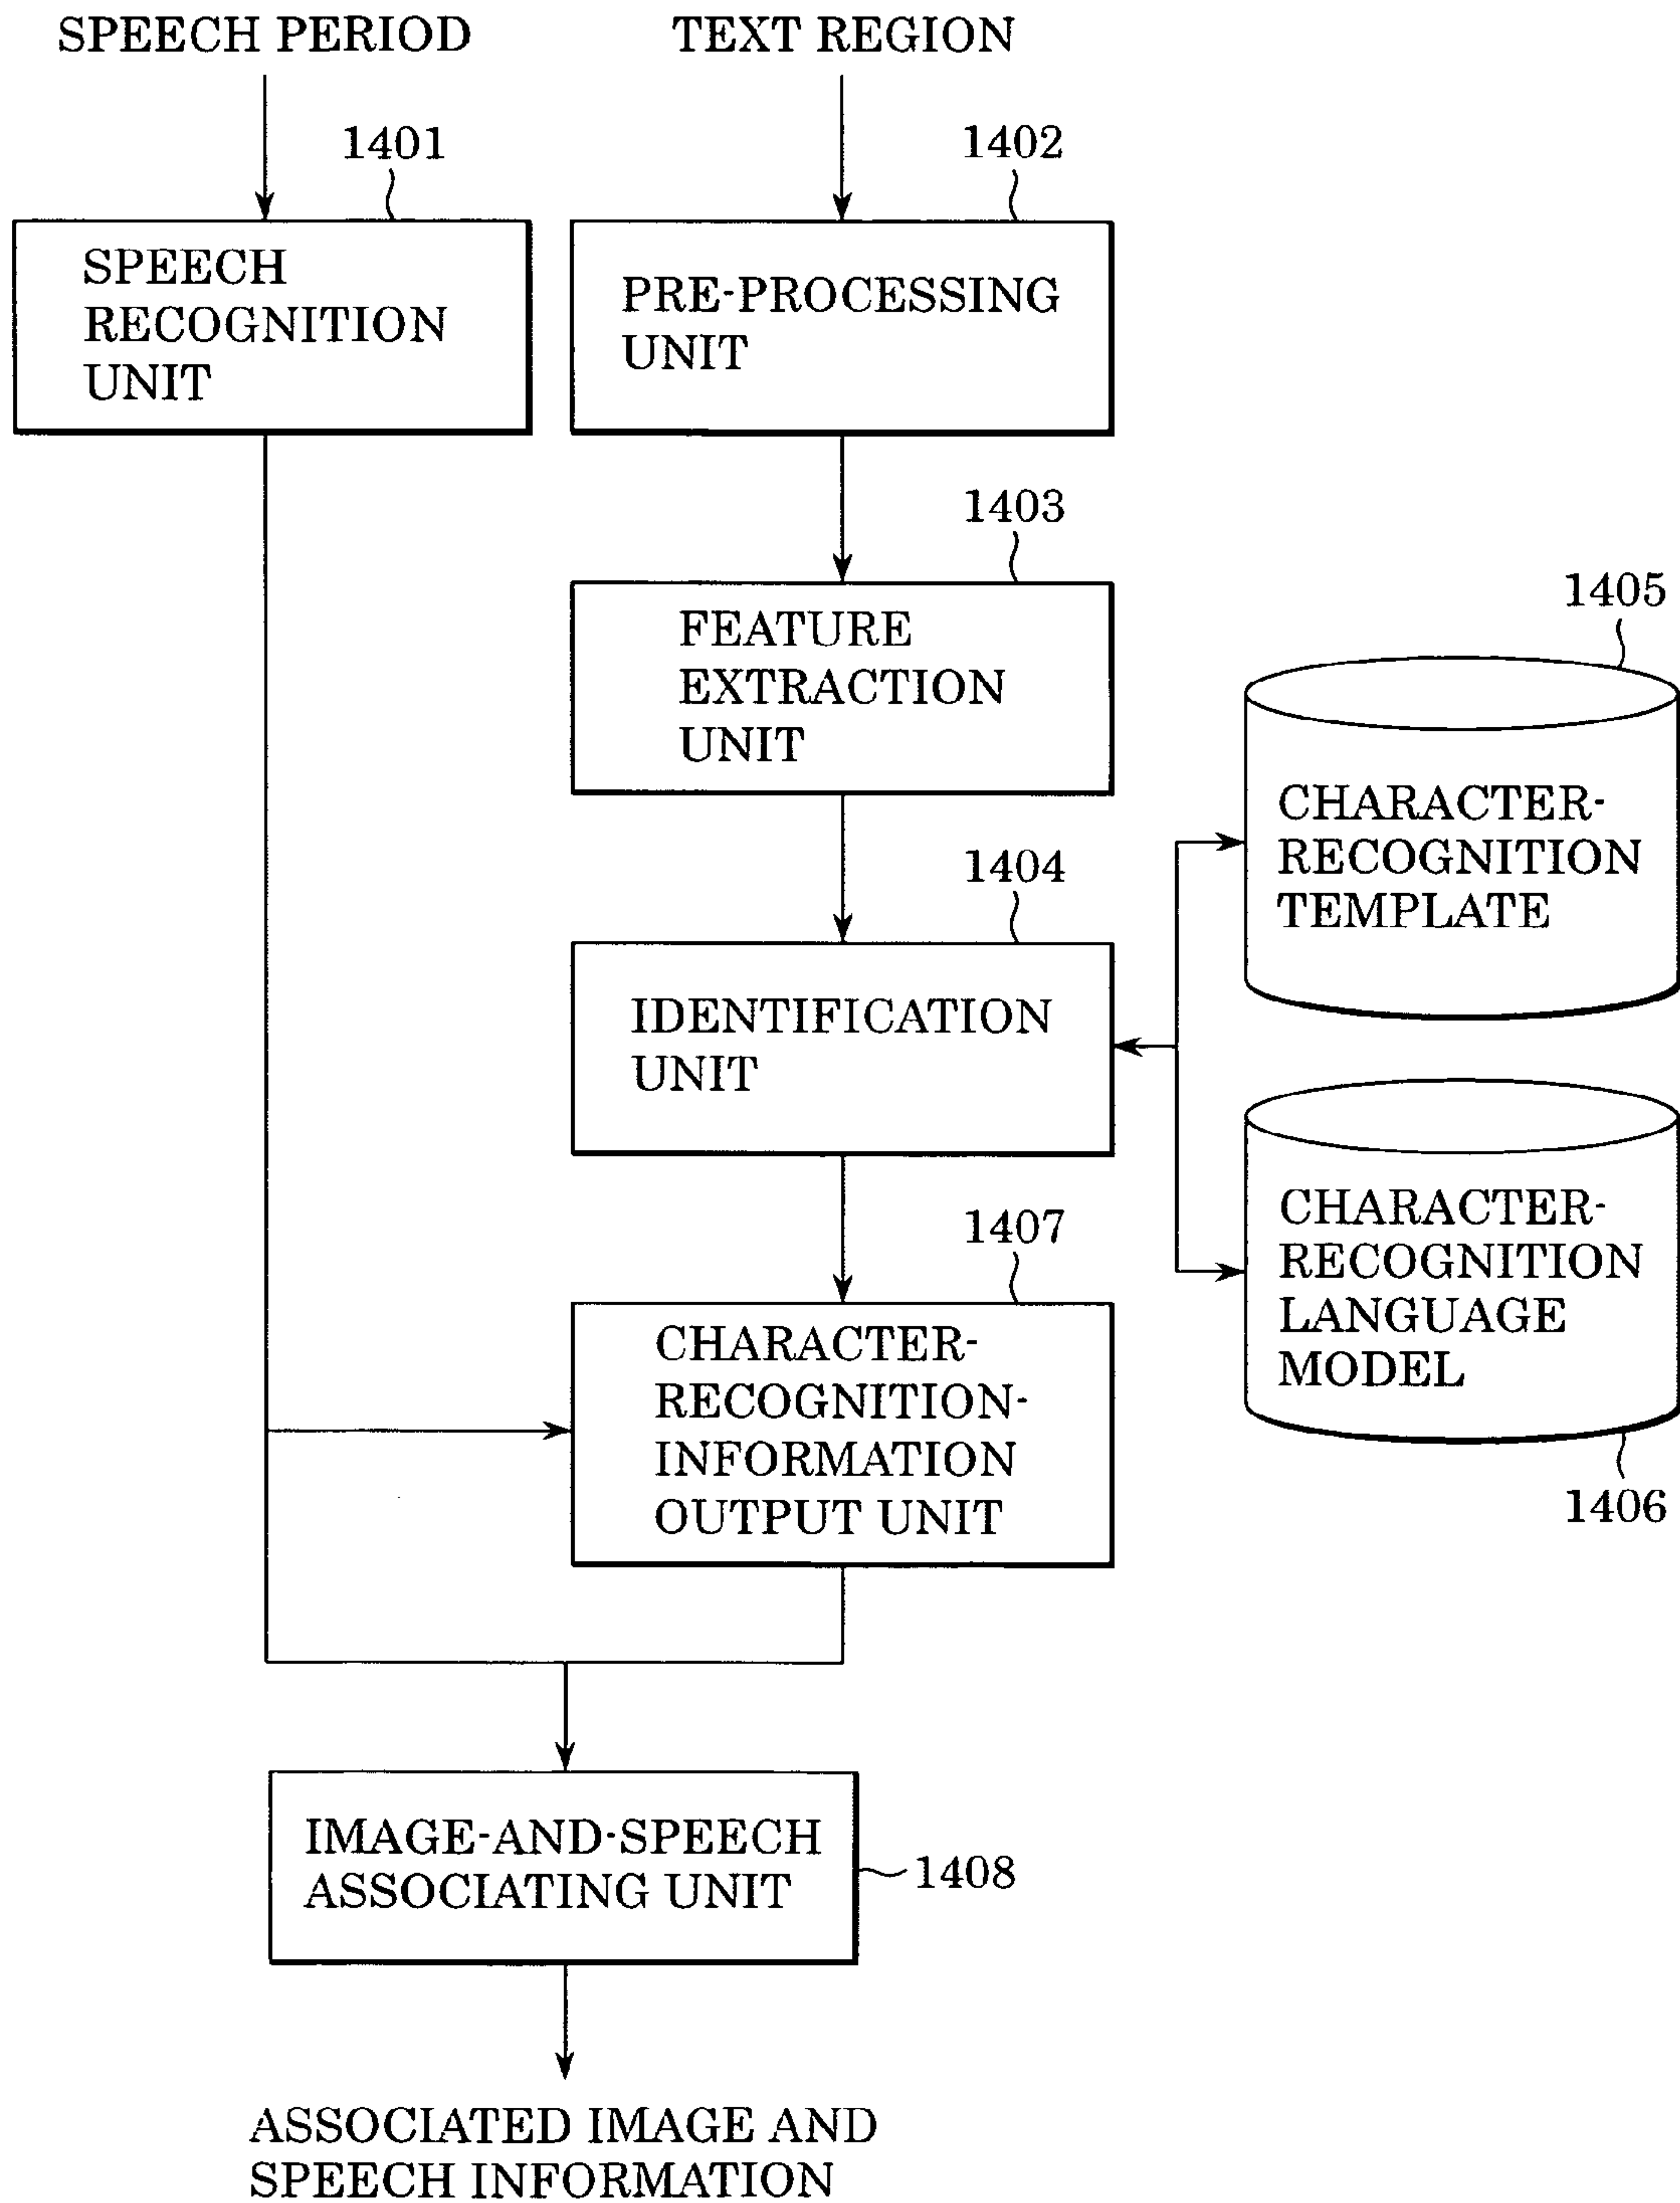 SPEECH PERIOD
TEXT REGION
1401
1402
SPEECH
RECOGNITION
UNIT
PRE-PROCESSING
UNIT
1403
FEATURE
EXTRACTION
UNIT
1405
CHARACTER-
RECOGNITION
TEMPLATE
1404
IDENTIFICATION
UNIT
CHARACTER-
RECOGNITION
LANGUAGE
MODEL
1406
1407
CHARACTER-
RECOGNITION-
INFORMATION
OUTPUT UNIT
IMAGE-AND-SPEECH
ASSOCIATING UNIT
1408
ASSOCIATED IMAGE AND
SPEECH INFORMATION